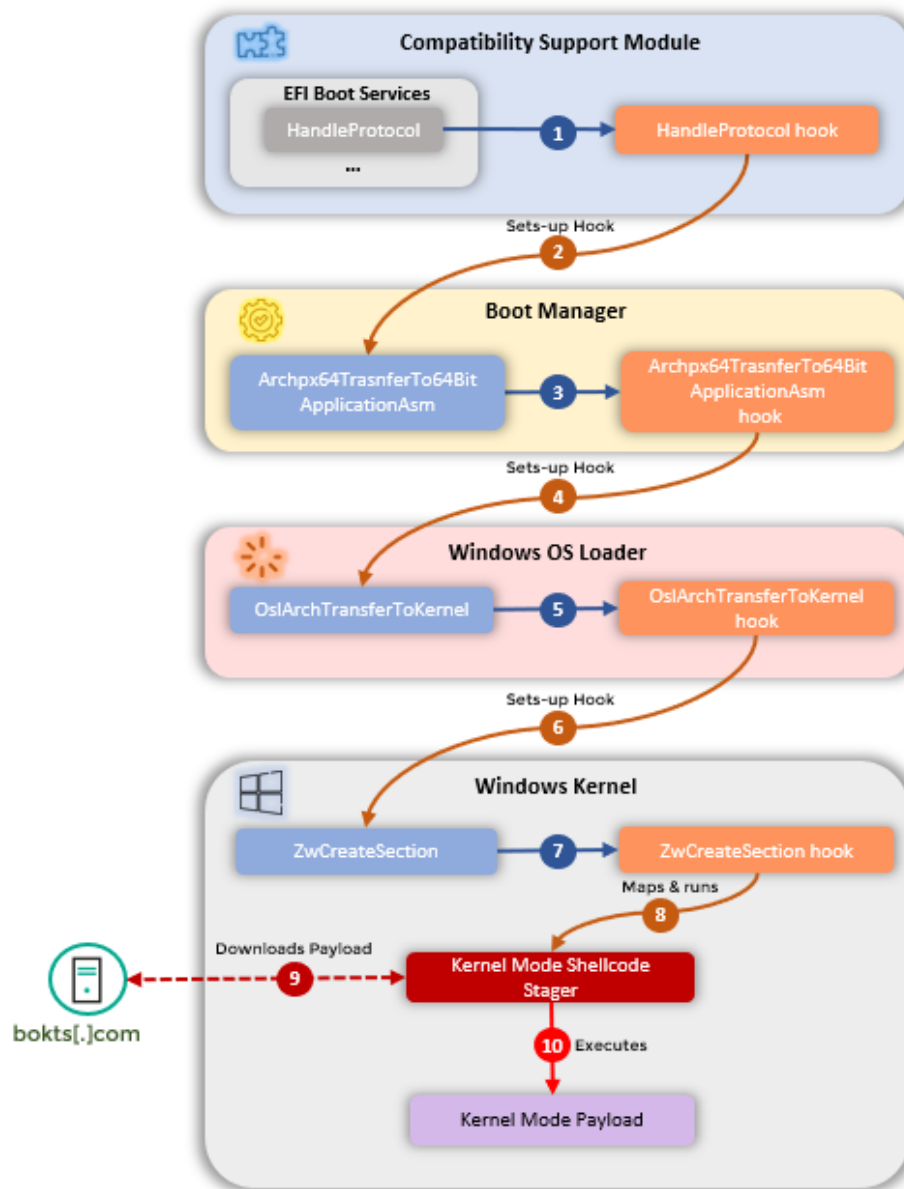 Compatibility Support Module
EFI Boot Services
HandleProtocol
...
1
HandleProtocol hook
Sets-up Hook
2
Boot Manager
Archpx64TrasnferTo64Bit
ApplicationAsm
3
Archpx64TransferTo64Bit
ApplicationAsm
hook
Sets-up Hook
4
Windows OS Loader
OslArchTransferToKernel
5
OslArchTransferToKernel
hook
Sets-up Hook
6
Windows Kernel
ZwCreateSection
7
ZwCreateSection hook
Maps & runs
8
Downloads Payload
9
Kernel Mode Shellcode
Stager
bokts[.]com
10
Executes
Kernel Mode Payload